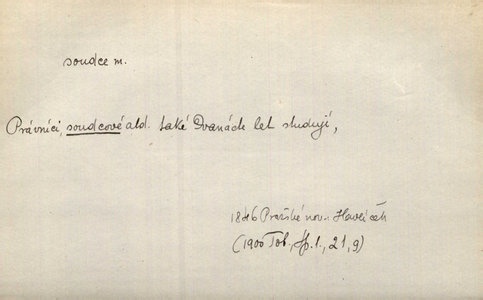 soudce m.
Právníci, soudcové atd. také Dvanácte let studují,
1846 Pražské nov. Havlíček
(1900 Tob., Sp. 1, 21, 9)